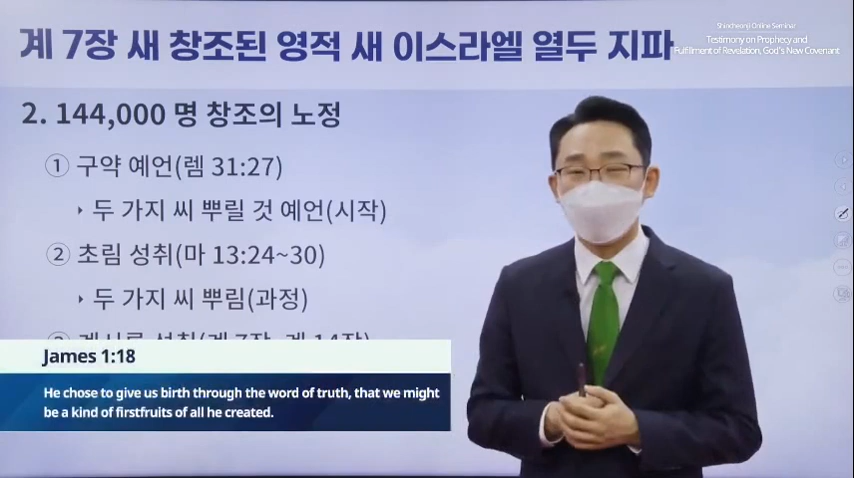 계 7장 새 창조된 영적 새 이스라엘 열두 지파
Shincheonji Online Seminar
Testimony on Prophecy and
Fulfillment of Revelation, God's New Covenant
2. 144,000 명 창조의 노정
① 구약 예언(렘 31:27)
‣ 두 가지 씨 뿌릴 것 예언(시작)
② 초림 성취(마 13:24~30)
‣ 두 가지 씨 뿌림(과정)
James 1:18
He chose to give us birth through the word of truth, that we might
be a kind of firstfruits of all he created.